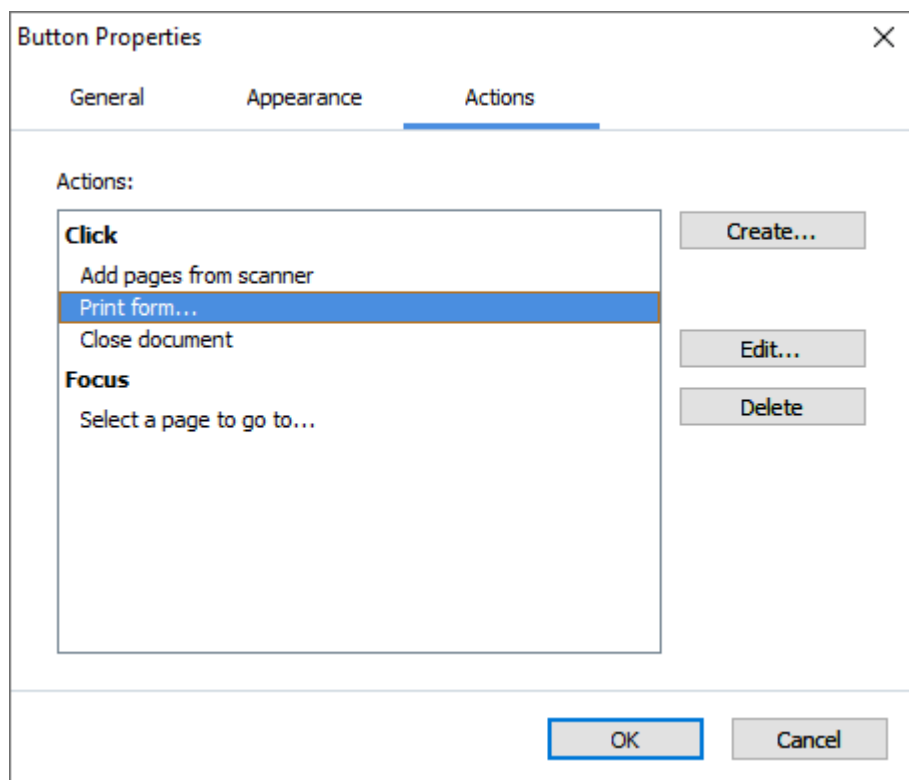 Button Properties
General Appearance Actions
Actions:
Click
Create...
Add pages from scanner
Print form...
Close document
Edit...
Focus
Delete
Select a page to go to...
OK Cancel